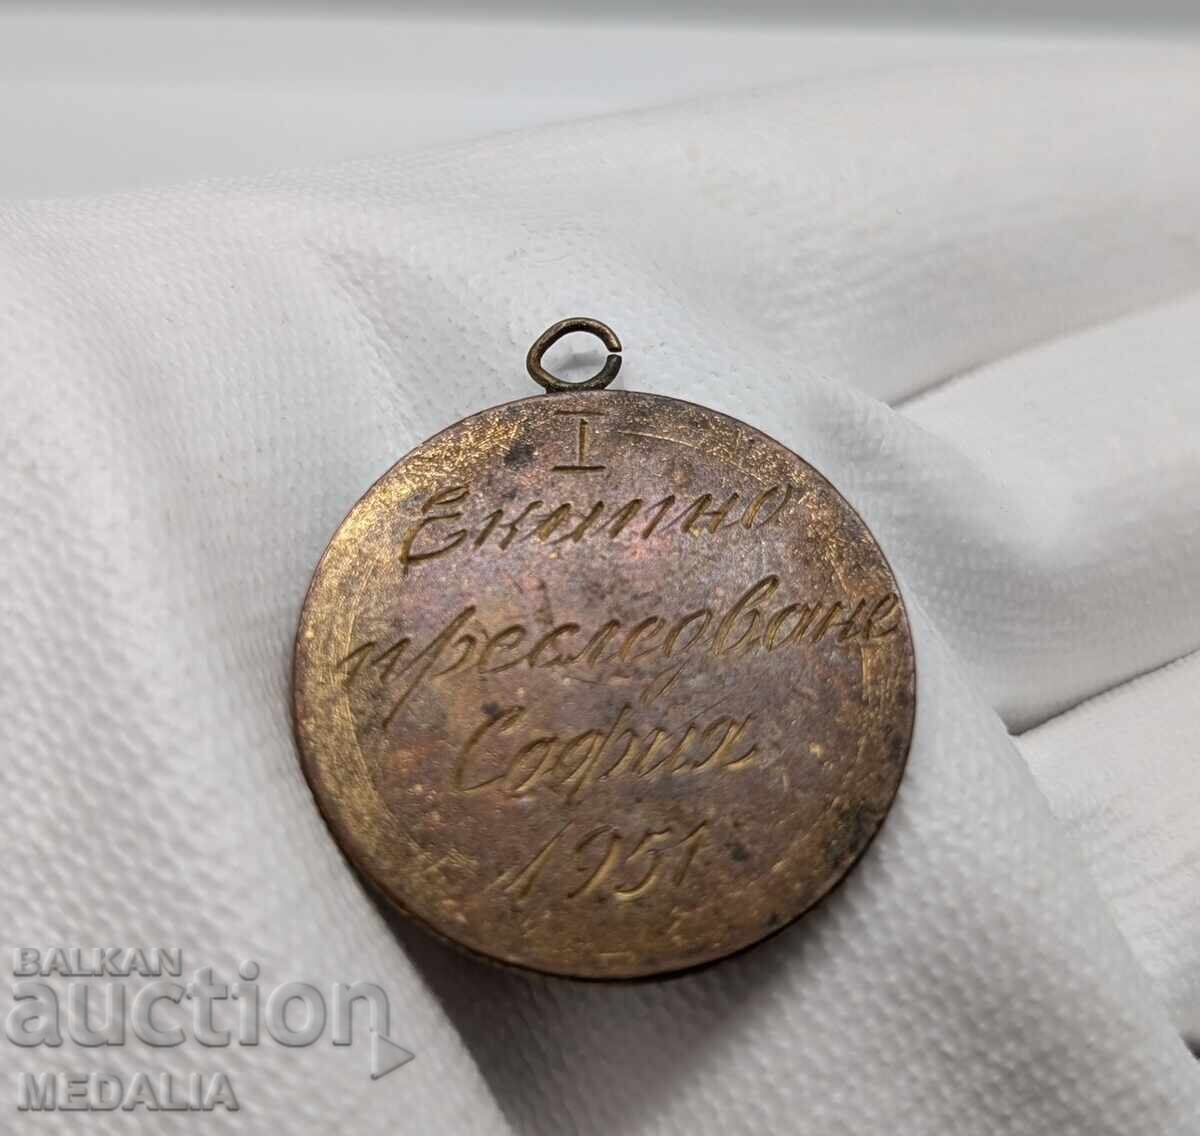 I
Екипно
преследване
София
1951
BALKAN
auction
MEDALIA